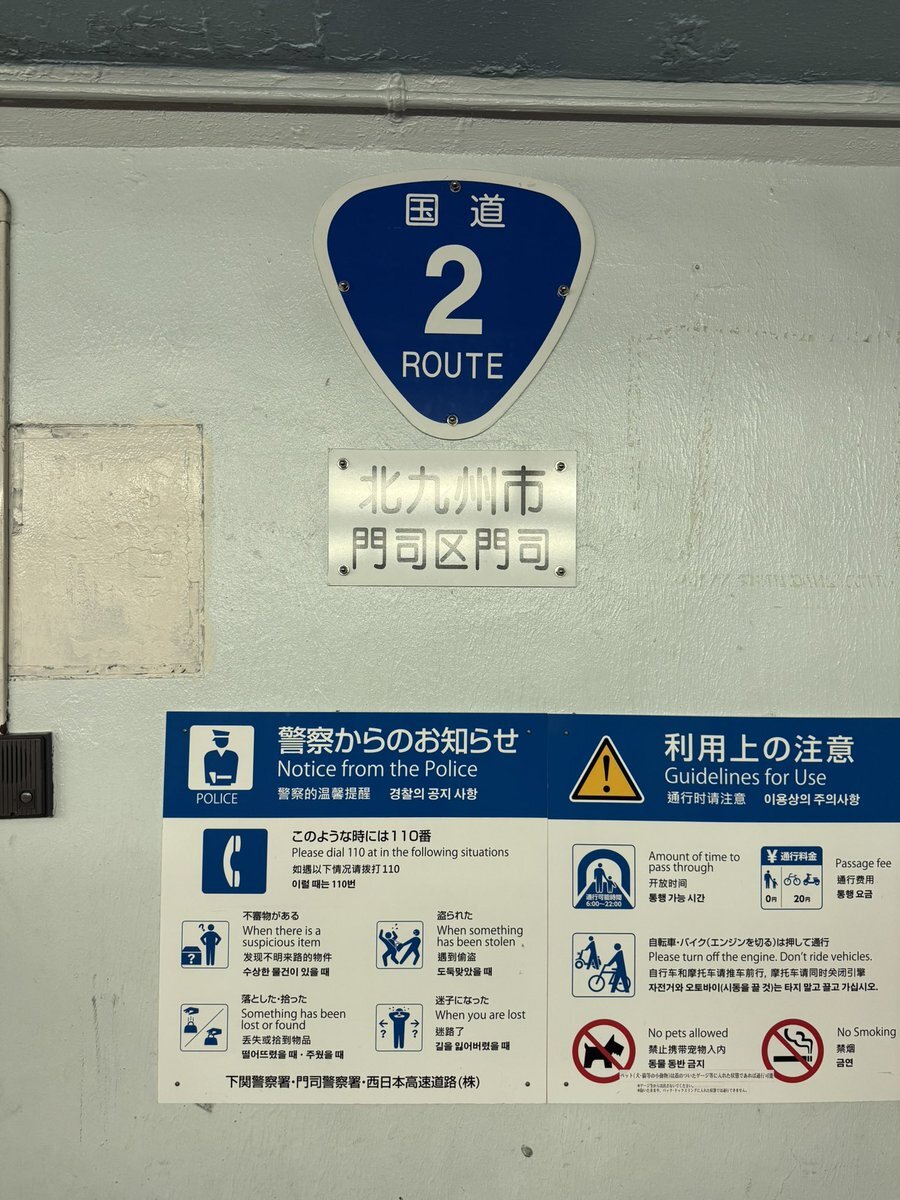 国道
2
ROUTE
北九州市
門司区門司
POLICE
警察からのお知らせ
Notice from the Police
警察的温馨提醒 경찰의 공지 사항
このような時には110番
Please dial 110 at in the following situations
如遇以下情况请拨打110
이럴 때는 110번
不審物がある
When there is a
suspicious item
发现不明来路的物件
수상한 물건이 있을 때
盗られた
When something
has been stolen
遇到偷盗
도둑맞았을 때
落とした・拾った
Something has been
lost or found
丢失或拾到物品
떨어뜨렸을 때・주웠을 때
迷子になった
When you are lost
迷路了
길을 잃어버렸을 때
下関警察署・門司警察署・西日本高速道路(株)
利用上の注意
Guidelines for Use
通行时请注意 이용상의 주의사항
通行可能時間
6:00～22:00
Amount of time to
pass through
开放时间
통행 가능 시간
¥ 通行料金
0円 20円
Passage fee
通行费用
통행 요금
自転車・バイク(エンジンを切る)は押して通行
Please turn off the engine. Don't ride vehicles.
自行车和摩托车请推车前行, 摩托车请同时关闭引擎
자전거와 오토바이(시동을 끌 것)는 타지 말고 끌고 가십시오.
No pets allowed
禁止携带宠物入内
동물 동반 금지
No Smoking
禁烟
금연